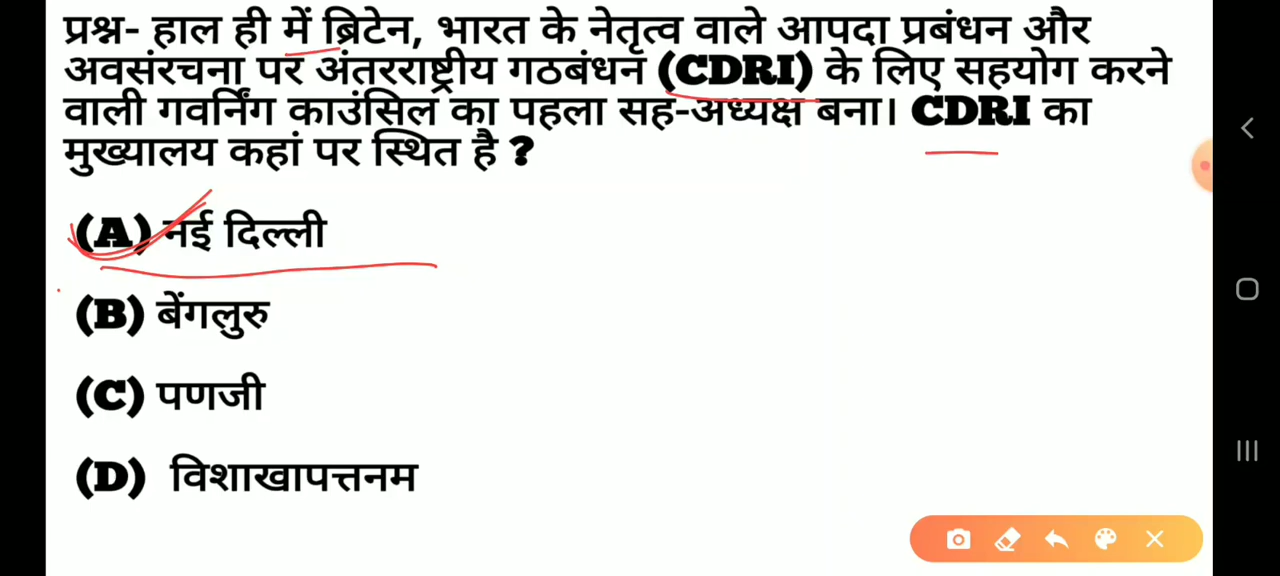 प्रश्न- हाल ही में ब्रिटेन, भारत के नेतृत्व वाले आपदा प्रबंधन और
अवसंरचना पर अंतरराष्ट्रीय गठबंधन (CDRI) के लिए सहयोग करने
वाली गवर्निंग काउंसिल का पहला सह-अध्यक्ष बना। CDRI का
मुख्यालय कहां पर स्थित है ?
(A) नई दिल्ली
(B) बेंगलुरु
(C) पणजी
(D) विशाखापत्तनम